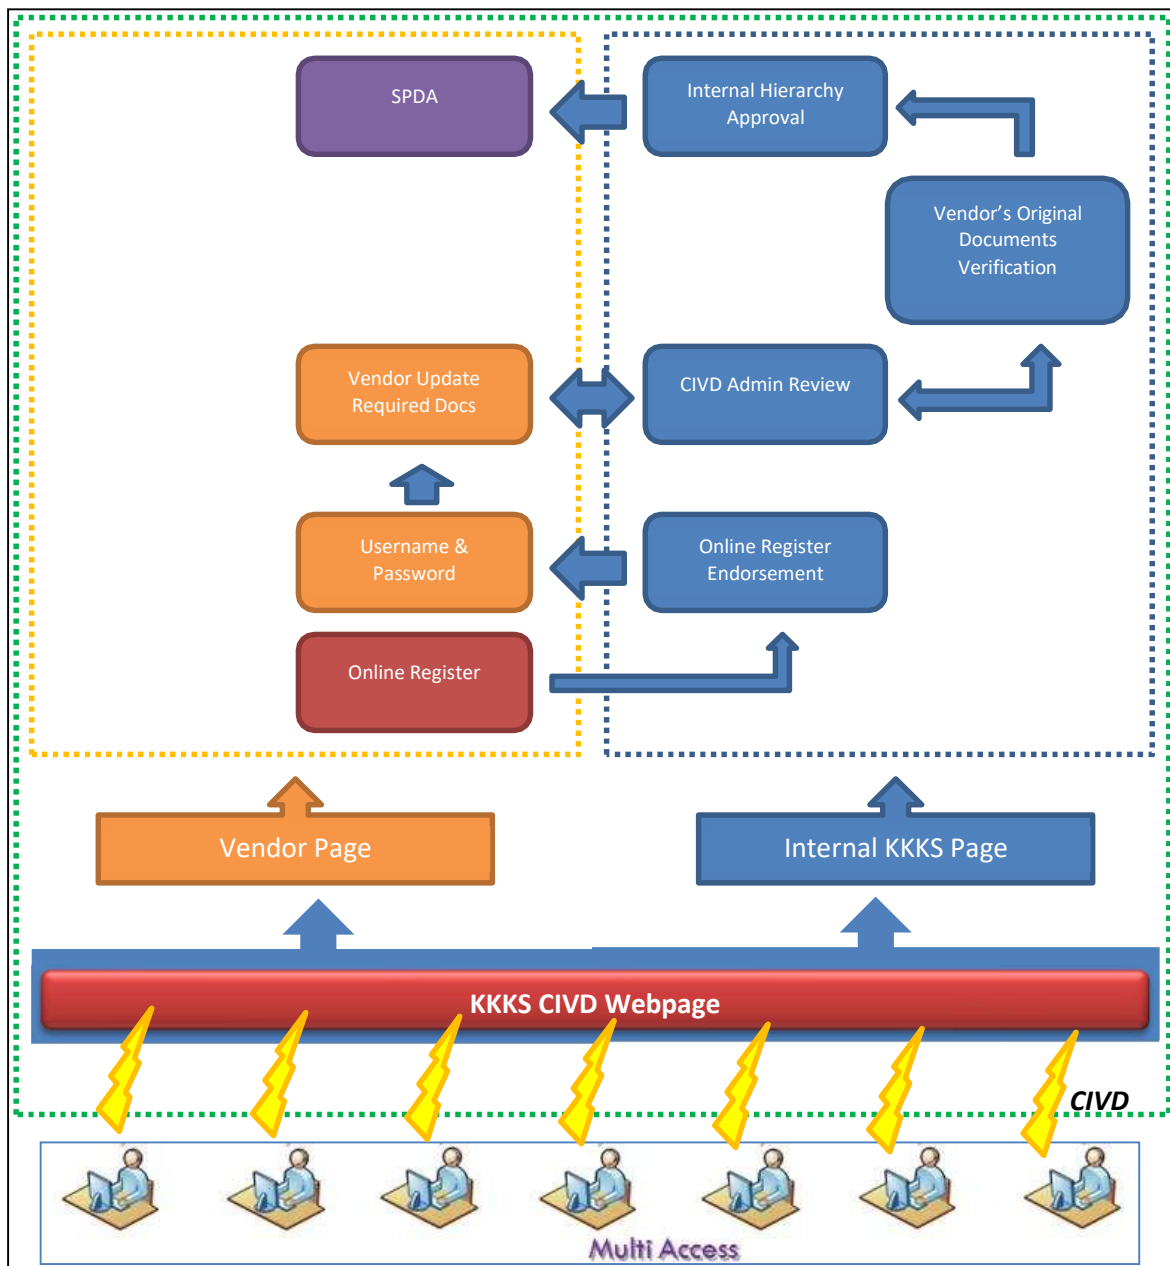 SPDA
Internal Hierarchy
Approval
Vendor’s Original
Documents
Verification
Vendor Update
Required Docs
CIVD Admin Review
Username &
Password
Online Register
Endorsement
Online Register
Vendor Page
Internal KKKS Page
KKKS CIVD Webpage
CIVD
Multi Access